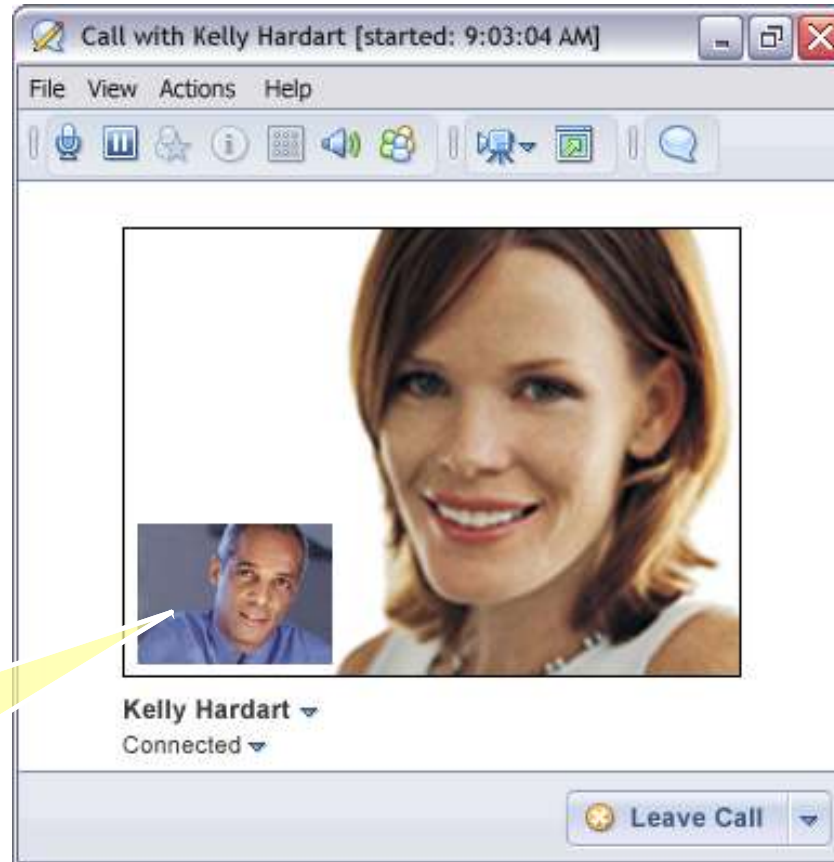 Call with Kelly Hardart [started: 9:03:04 AM]
File View Actions Help
Kelly Hardart
Connected
Leave Call